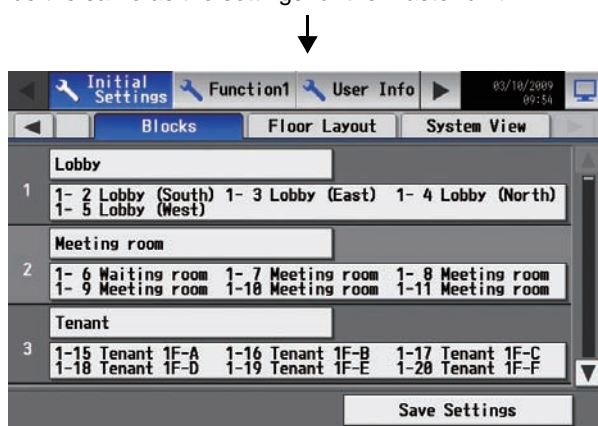 Initial Settings Function1 User Info 03/10/2009 09:54
Blocks Floor Layout System View
Lobby
1
1- 2 Lobby (South) 1- 3 Lobby (East) 1- 4 Lobby (North)
1- 5 Lobby (West)
Meeting room
2
1- 6 Waiting room 1- 7 Meeting room 1- 8 Meeting room
1- 9 Meeting room 1-10 Meeting room 1-11 Meeting room
Tenant
3
1-15 Tenant 1F-A 1-16 Tenant 1F-B 1-17 Tenant 1F-C
1-18 Tenant 1F-D 1-19 Tenant 1F-E 1-20 Tenant 1F-F
Save Settings